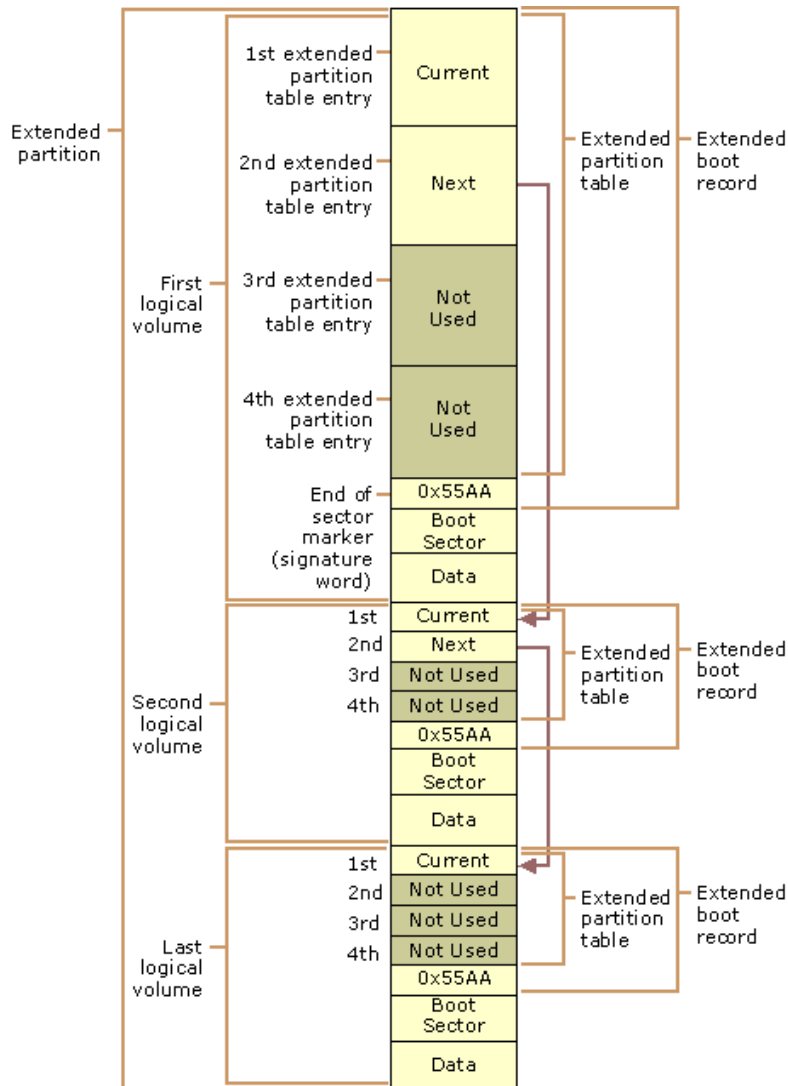 1st extended
partition
table entry
Current
Extended
partition
2nd extended
partition
table entry
Next
Extended
partition
table
Extended
boot
record
First
logical
volume
3rd extended
partition
table entry
Not
Used
4th extended
partition
table entry
Not
Used
End of
sector
marker
(signature
word)
0x55AA
Boot
Sector
Data
Second
logical
volume
1st
Current
2nd
Next
3rd
Not Used
4th
Not Used
0x55AA
Boot
Sector
Data
Extended
partition
table
Extended
boot
record
Last
logical
volume
1st
Current
2nd
Not Used
3rd
Not Used
4th
Not Used
0x55AA
Boot
Sector
Data
Extended
partition
table
Extended
boot
record